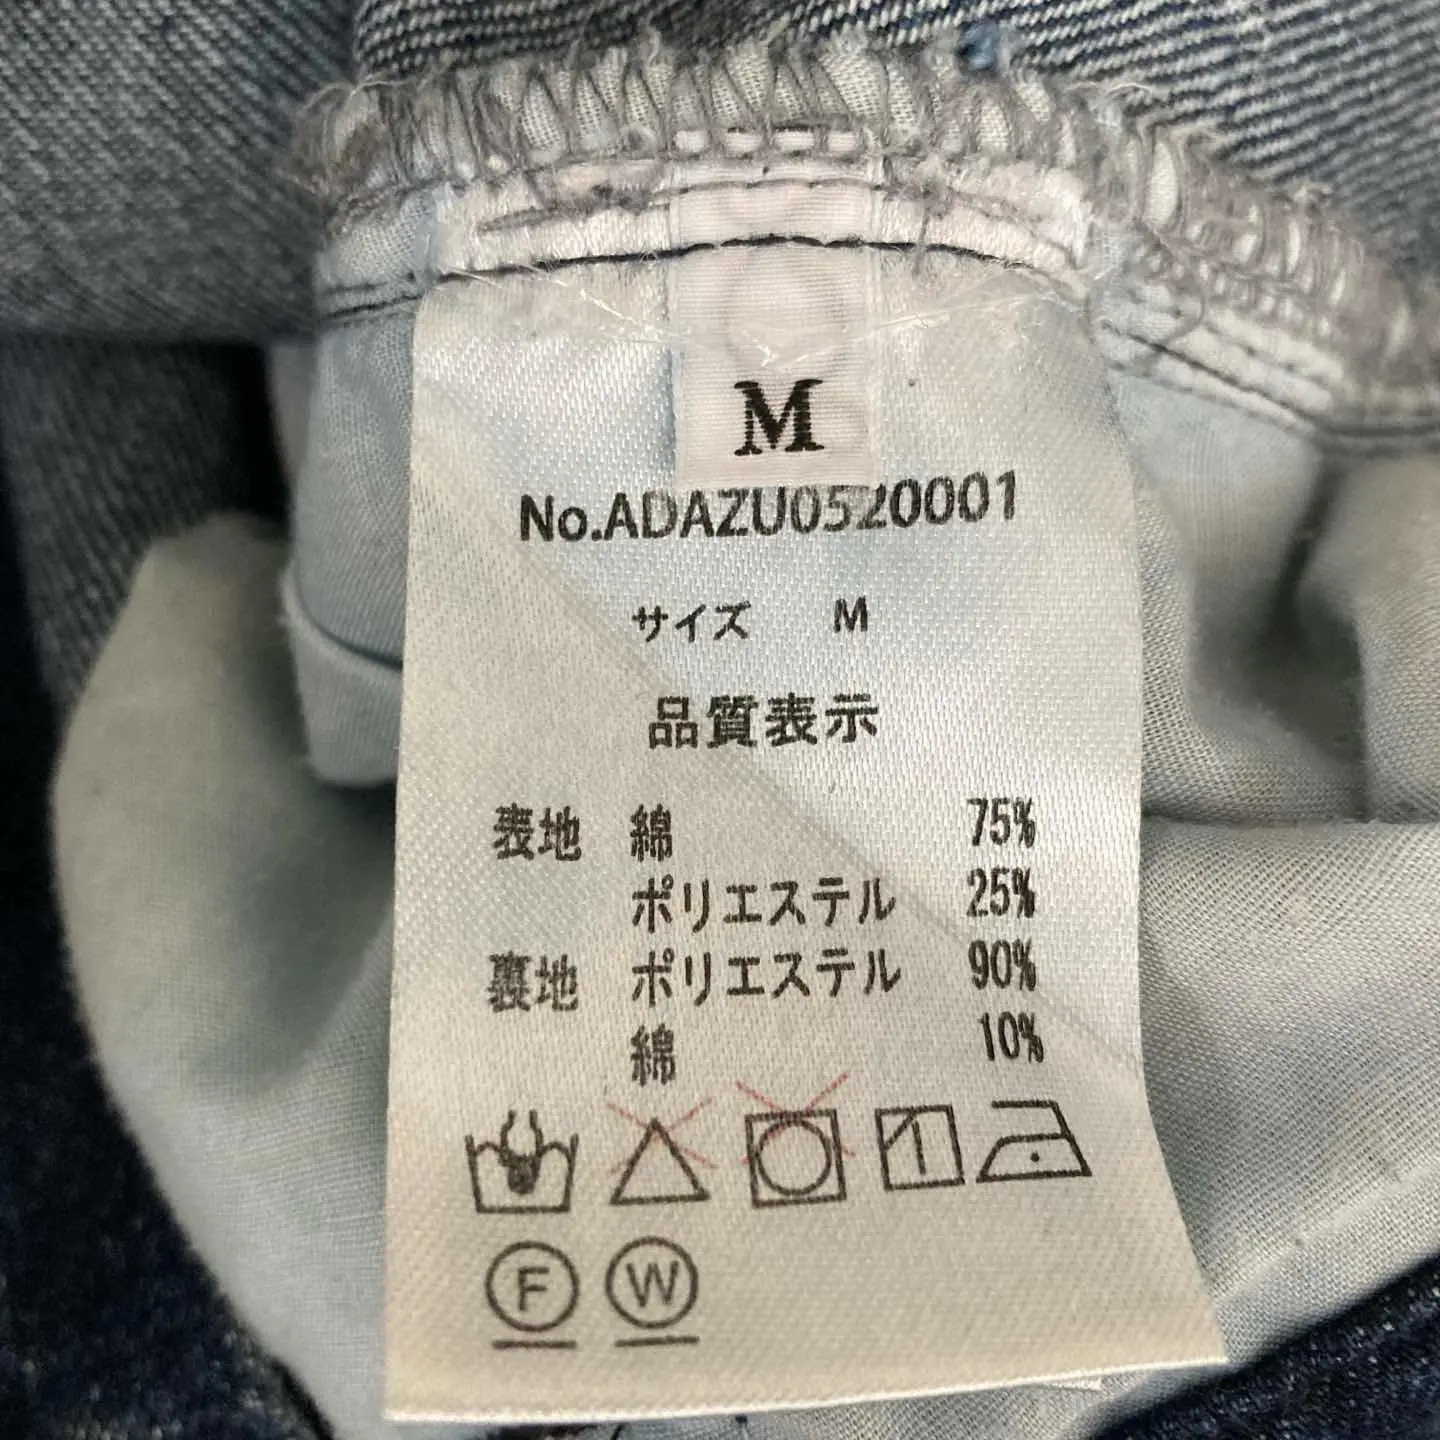 M
No.ADAZU0520001
サイズ M
品質表示
表地 綿 75%
ポリエステル 25%
裏地 ポリエステル 90%
綿 10%
F W